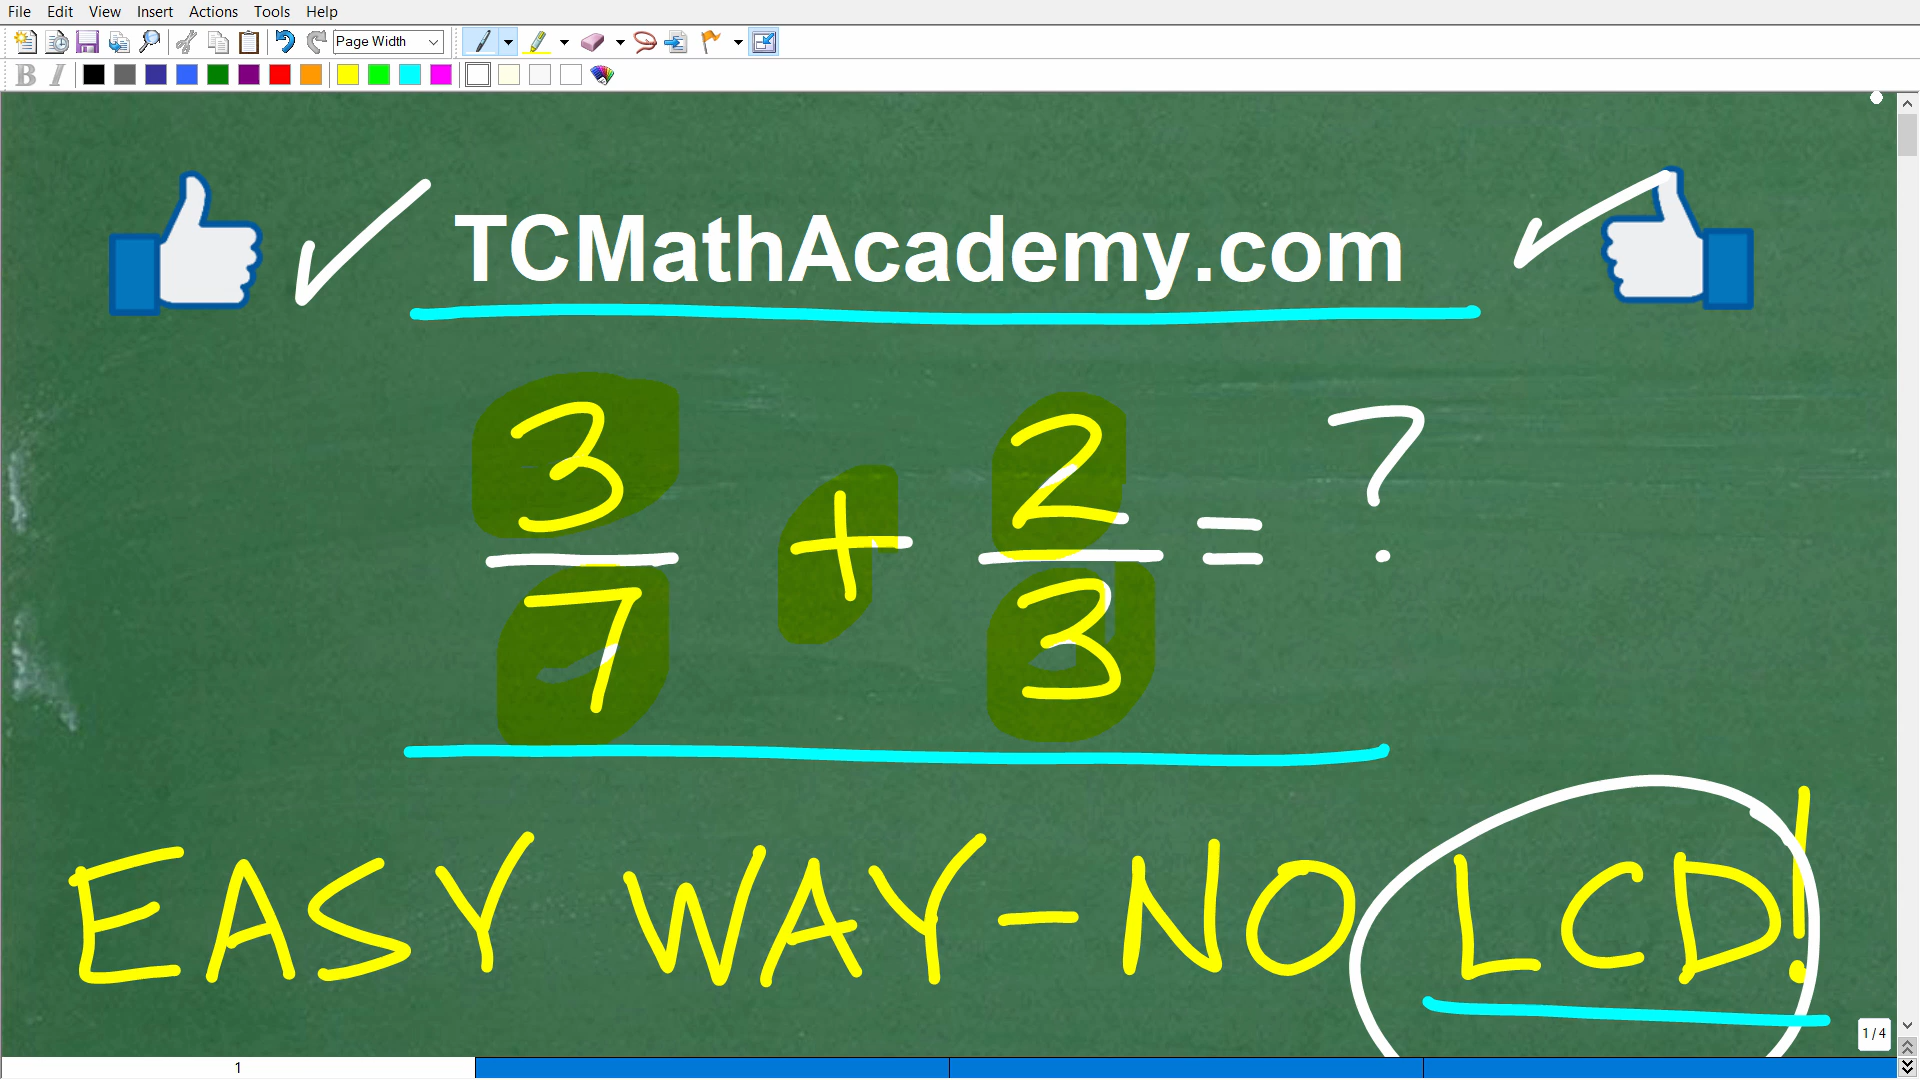 File Edit View Insert Actions Tools Help
Page Width
B I
TCMathAcademy.com
3/7 + 2/3 = ?
EASY WAY - NO LCD!
1 / 4
1